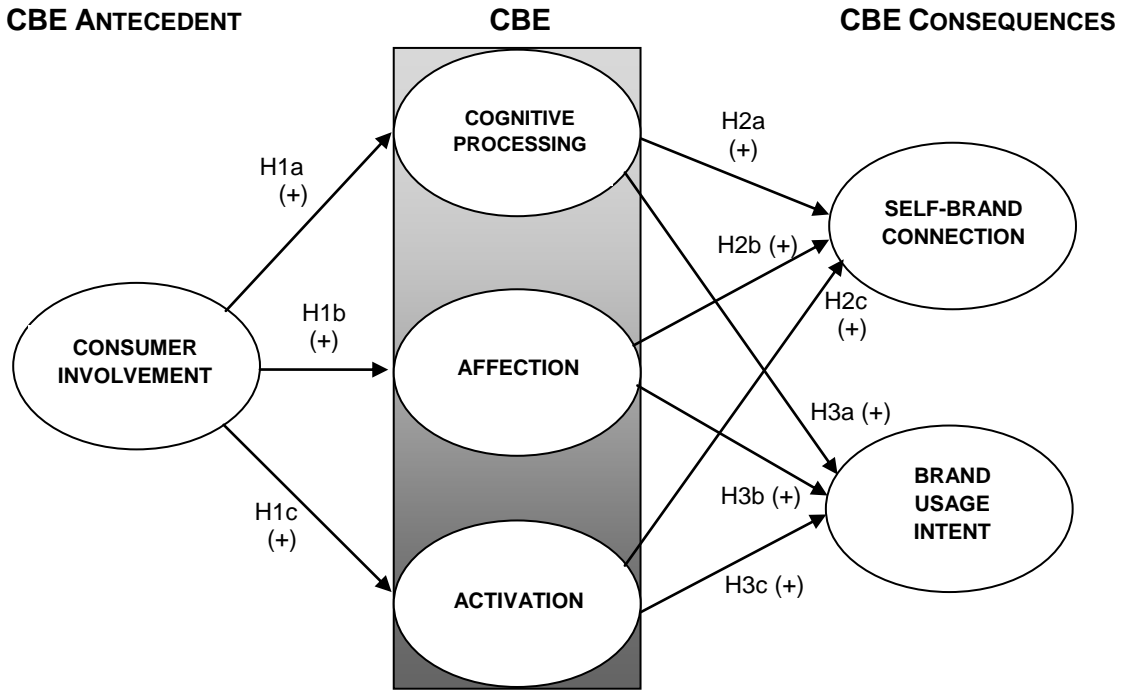 CBE ANTECEDENT
CBE
CBE CONSEQUENCES
COGNITIVE
PROCESSING
H2a
(+)
H1a
(+)
SELF-BRAND
CONNECTION
H2b (+)
H2c
(+)
H1b
(+)
CONSUMER
INVOLVEMENT
AFFECTION
H3a (+)
BRAND
USAGE
INTENT
H3b (+)
H1c
(+)
H3c (+)
ACTIVATION